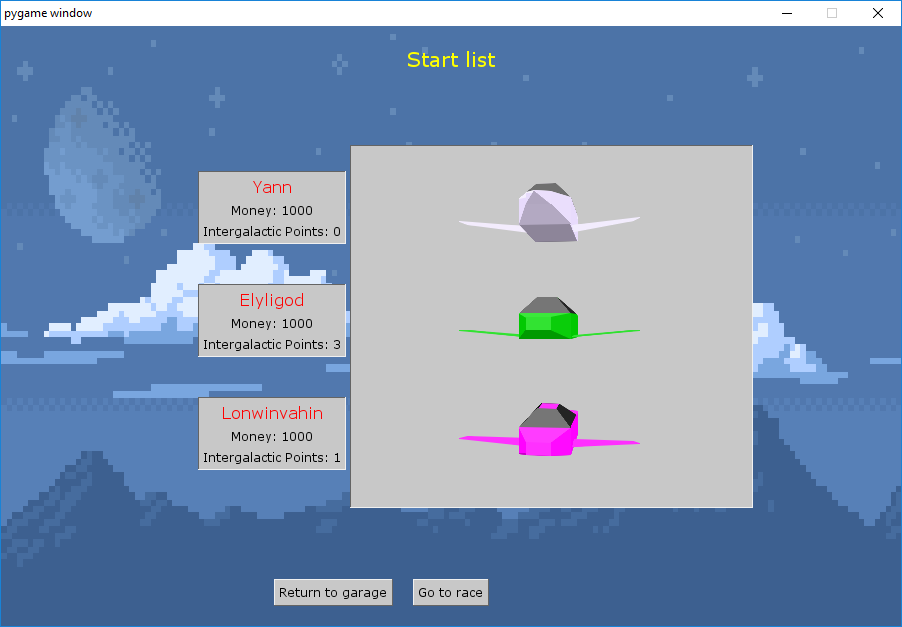 pygame window
Start list
Yann
Money: 1000
Intergalactic Points: 0
Elyligod
Money: 1000
Intergalactic Points: 3
Lonwinvahin
Money: 1000
Intergalactic Points: 1
Return to garage
Go to race